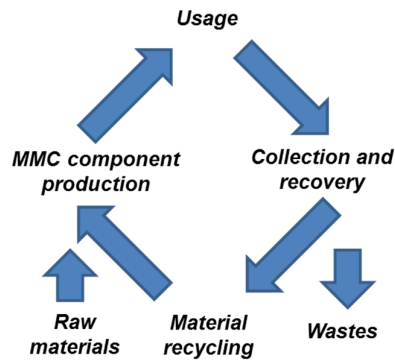 Usage
MMC component
production
Collection and
recovery
Raw
materials
Material
recycling
Wastes